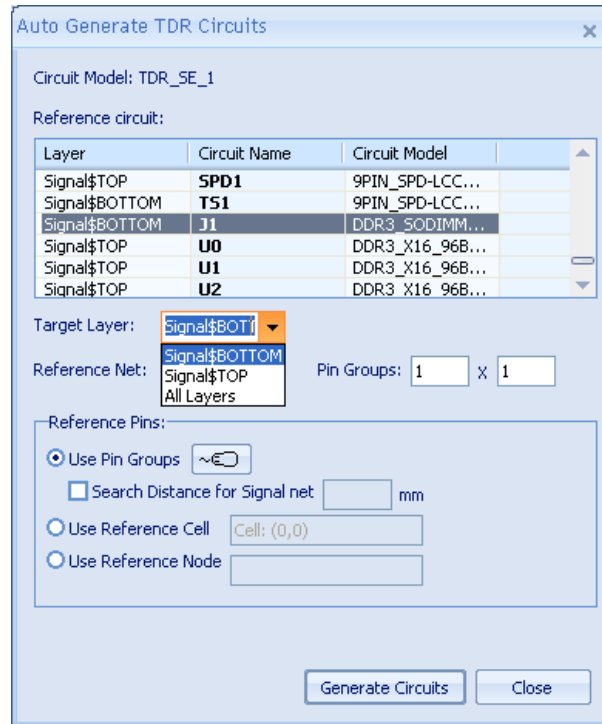 Auto Generate TDR Circuits
Circuit Model: TDR_SE_1
Reference circuit:
Layer Circuit Name Circuit Model
Signal$TOP SPD1 9PIN_SPD-LCC...
Signal$BOTTOM TS1 9PIN_SPD-LCC...
Signal$BOTTOM J1 DDR3_SODIMM...
Signal$TOP U0 DDR3_X16_96B...
Signal$TOP U1 DDR3_X16_96B...
Signal$TOP U2 DDR3_X16_96B...
Target Layer: Signal$BOT
Signal$BOTTOM
Reference Net: Signal$TOP Pin Groups: 1 x 1
All Layers
Reference Pins:
Use Pin Groups
Search Distance for Signal net mm
Use Reference Cell Cell: (0,0)
Use Reference Node
Generate Circuits Close